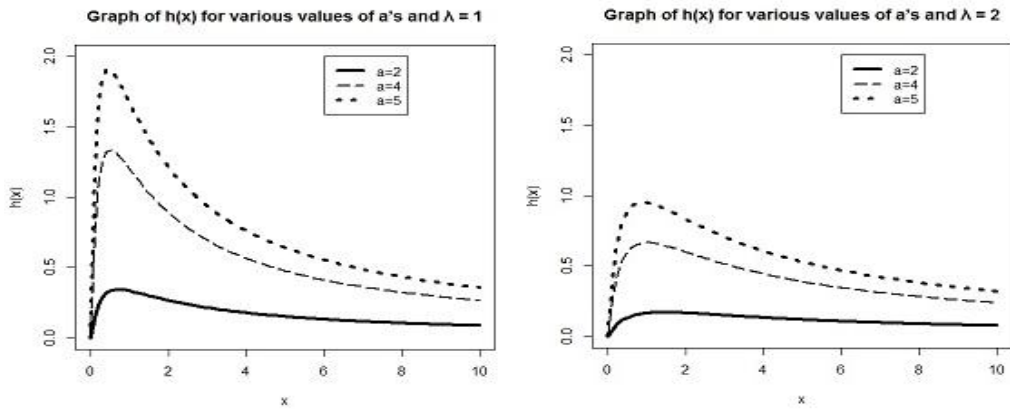 Graph of h(x) for various values of a's and λ = 1
h(x)
2.0
1.5
1.0
0.5
0.0
a=2
a=4
a=5
0 2 4 6 8 10
x
Graph of h(x) for various values of a's and λ = 2
h(x)
2.0
1.5
1.0
0.5
0.0
a=2
a=4
a=5
0 2 4 6 8 10
x